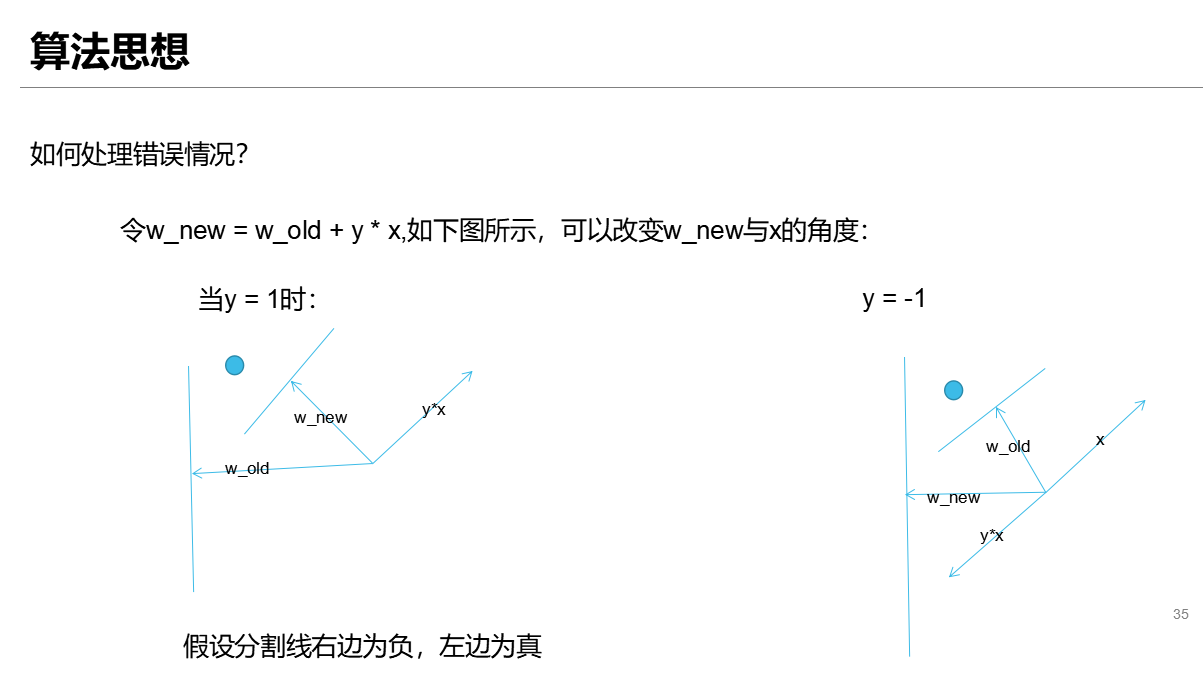 算法思想
如何处理错误情况？
令w_new = w_old + y * x,如下图所示，可以改变w_new与x的角度：
当y = 1时：
y = -1
w_new
y*x
w_old
w_old
x
w_new
y*x
35
假设分割线右边为负，左边为真